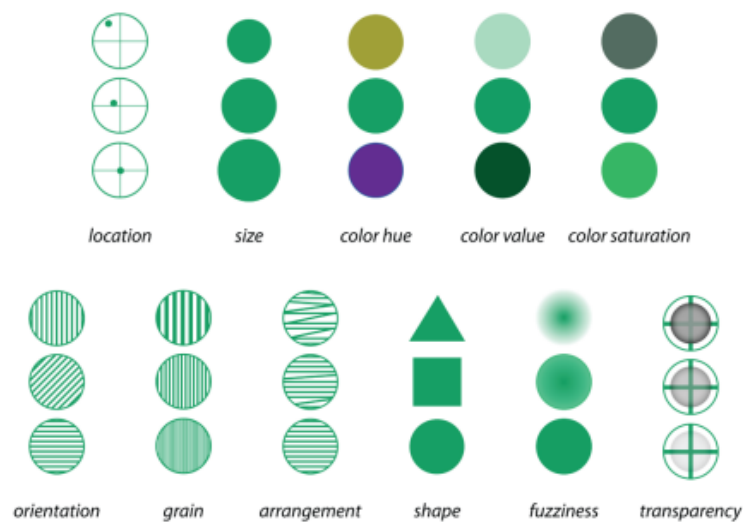 location size color hue color value color saturation
orientation grain arrangement shape fuzziness transparency